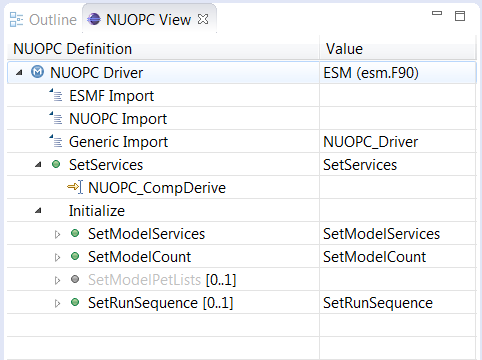 Outline NUOPC View
NUOPC Definition Value
NUOPC Driver ESM (esm.F90)
ESMF Import
NUOPC Import
Generic Import NUOPC_Driver
SetServices SetServices
NUOPC_CompDerive
Initialize
SetModelServices SetModelServices
SetModelCount SetModelCount
SetModelPetLists [0..1]
SetRunSequence [0..1] SetRunSequence